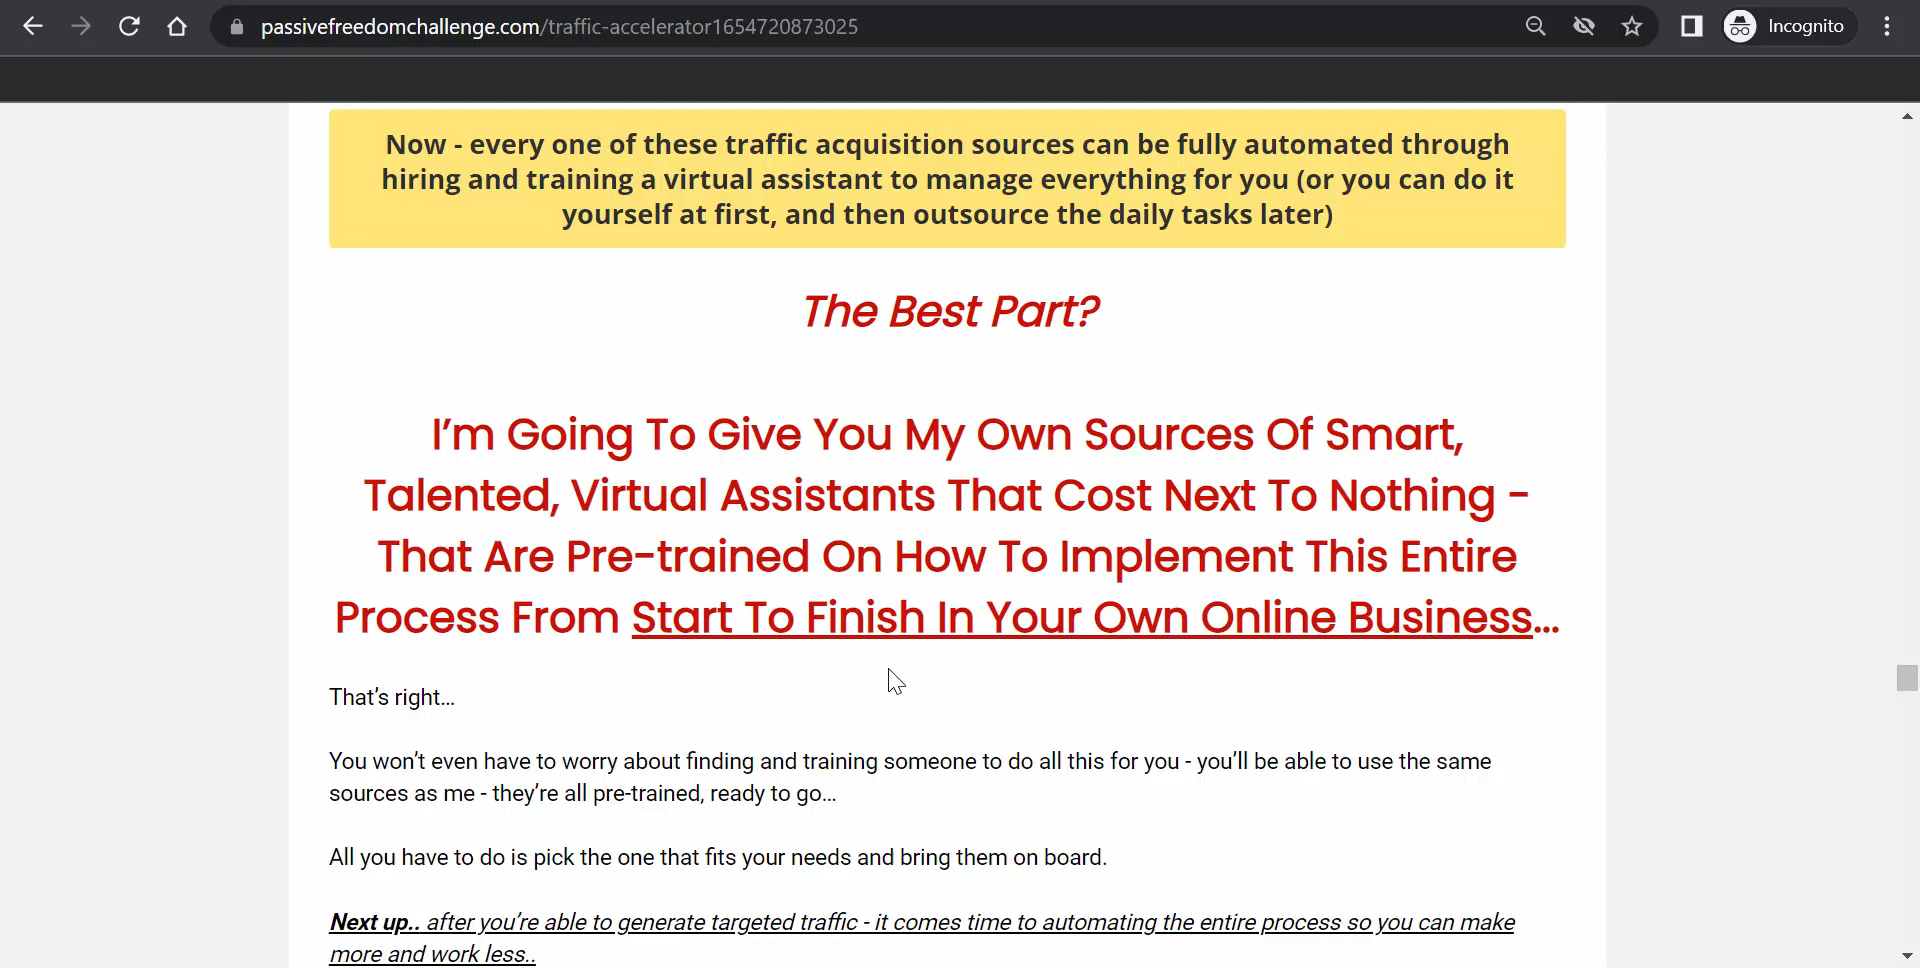 passivefreedomchallenge.com/traffic-accelerator1654720873025
Incognito
Now - every one of these traffic acquisition sources can be fully automated through
hiring and training a virtual assistant to manage everything for you (or you can do it
yourself at first, and then outsource the daily tasks later)
The Best Part?
I’m Going To Give You My Own Sources Of Smart,
Talented, Virtual Assistants That Cost Next To Nothing -
That Are Pre-trained On How To Implement This Entire
Process From Start To Finish In Your Own Online Business...
That’s right...
You won’t even have to worry about finding and training someone to do all this for you - you’ll be able to use the same
sources as me - they’re all pre-trained, ready to go...
All you have to do is pick the one that fits your needs and bring them on board.
Next up.. after you’re able to generate targeted traffic - it comes time to automating the entire process so you can make
more and work less..